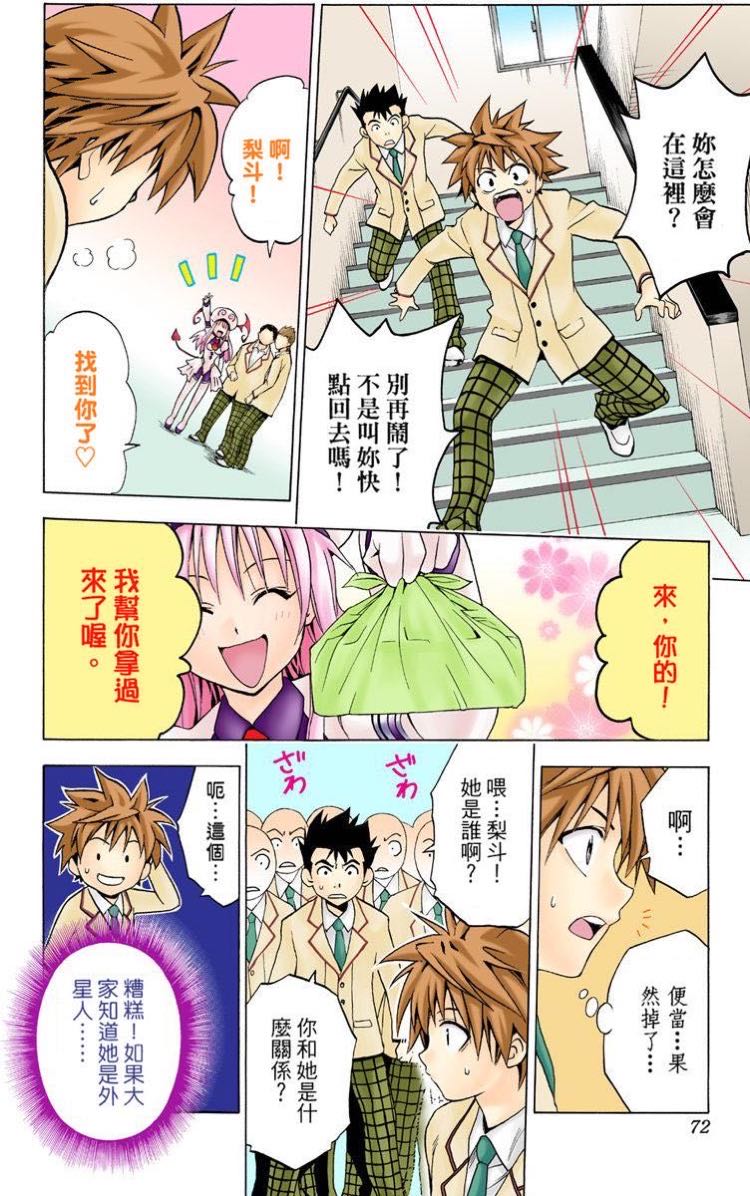 妳怎麼會
在這裡？
別再鬧了！
不是叫妳快
點回去嗎！
啊！
梨斗！
找到你了♡
來，你的！
我幫你拿過
來了喔。
啊…
便當…果
然掉了…
喂…梨斗！
她是誰啊？
ざわ
ざわ
你和她是什
麼關係？
呃…這個…
糟糕！如果大
家知道她是外
星人……
72